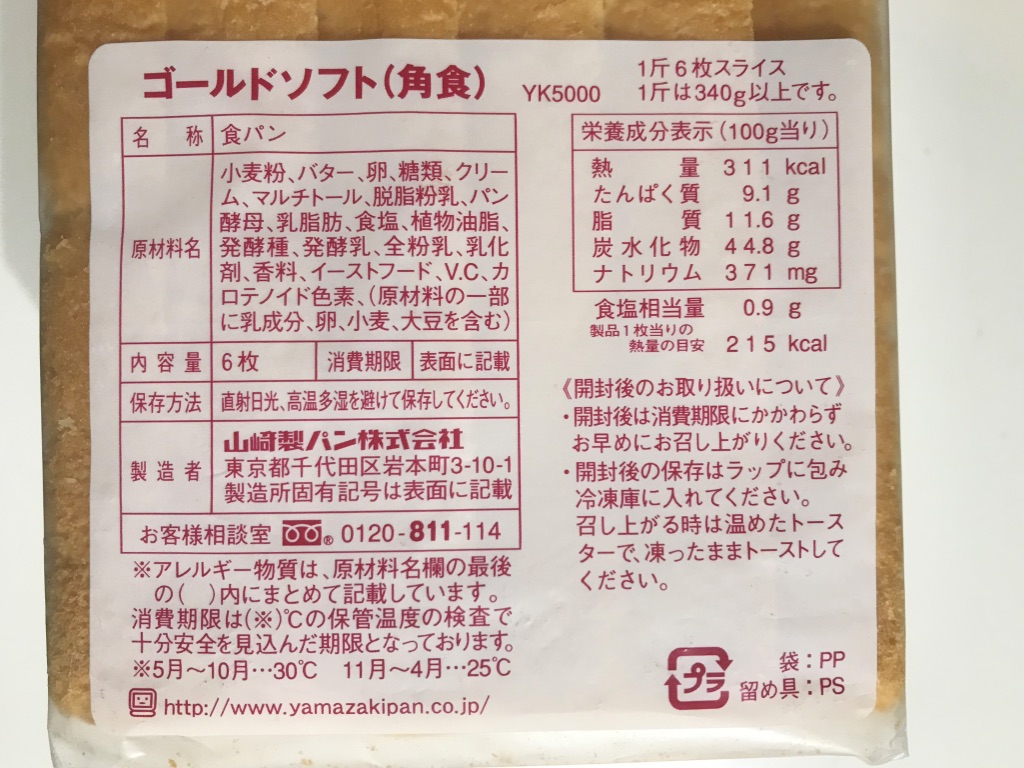 ゴールドソフト(角食)
YK5000
1斤6枚スライス
1斤は340g以上です。
名 称 食パン
原材料名
小麦粉、バター、卵、糖類、クリー
ム、マルチトール、脱脂粉乳、パン
酵母、乳脂肪、食塩、植物油脂、
発酵種、発酵乳、全粉乳、乳化
剤、香料、イーストフード、V.C、カ
ロテノイド色素、(原材料の一部
に乳成分、卵、小麦、大豆を含む)
内容量 6枚 消費期限 表面に記載
保存方法 直射日光、高温多湿を避けて保存してください。
製造者
山崎製パン株式会社
東京都千代田区岩本町3-10-1
製造所固有記号は表面に記載
お客様相談室 ® 0120-811-114
※アレルギー物質は、原材料名欄の最後
の( )内にまとめて記載しています。
消費期限は(※)℃の保管温度の検査で
十分安全を見込んだ期限となっております。
※5月～10月…30℃ 11月～4月…25℃
http://www.yamazakipan.co.jp/
栄養成分表示(100g当り)
熱 量 311 kcal
たんぱく質 9.1 g
脂 質 11.6 g
炭水化物 44.8 g
ナトリウム 371 mg
食塩相当量 0.9 g
製品1枚当りの
熱量の目安 215 kcal
《開封後のお取り扱いについて》
・開封後は消費期限にかかわらず
お早めにお召し上がりください。
・開封後の保存はラップに包み
冷凍庫に入れてください。
召し上がる時は温めたトース
ターで、凍ったままトーストして
ください。
プラ
袋：PP
留め具：PS